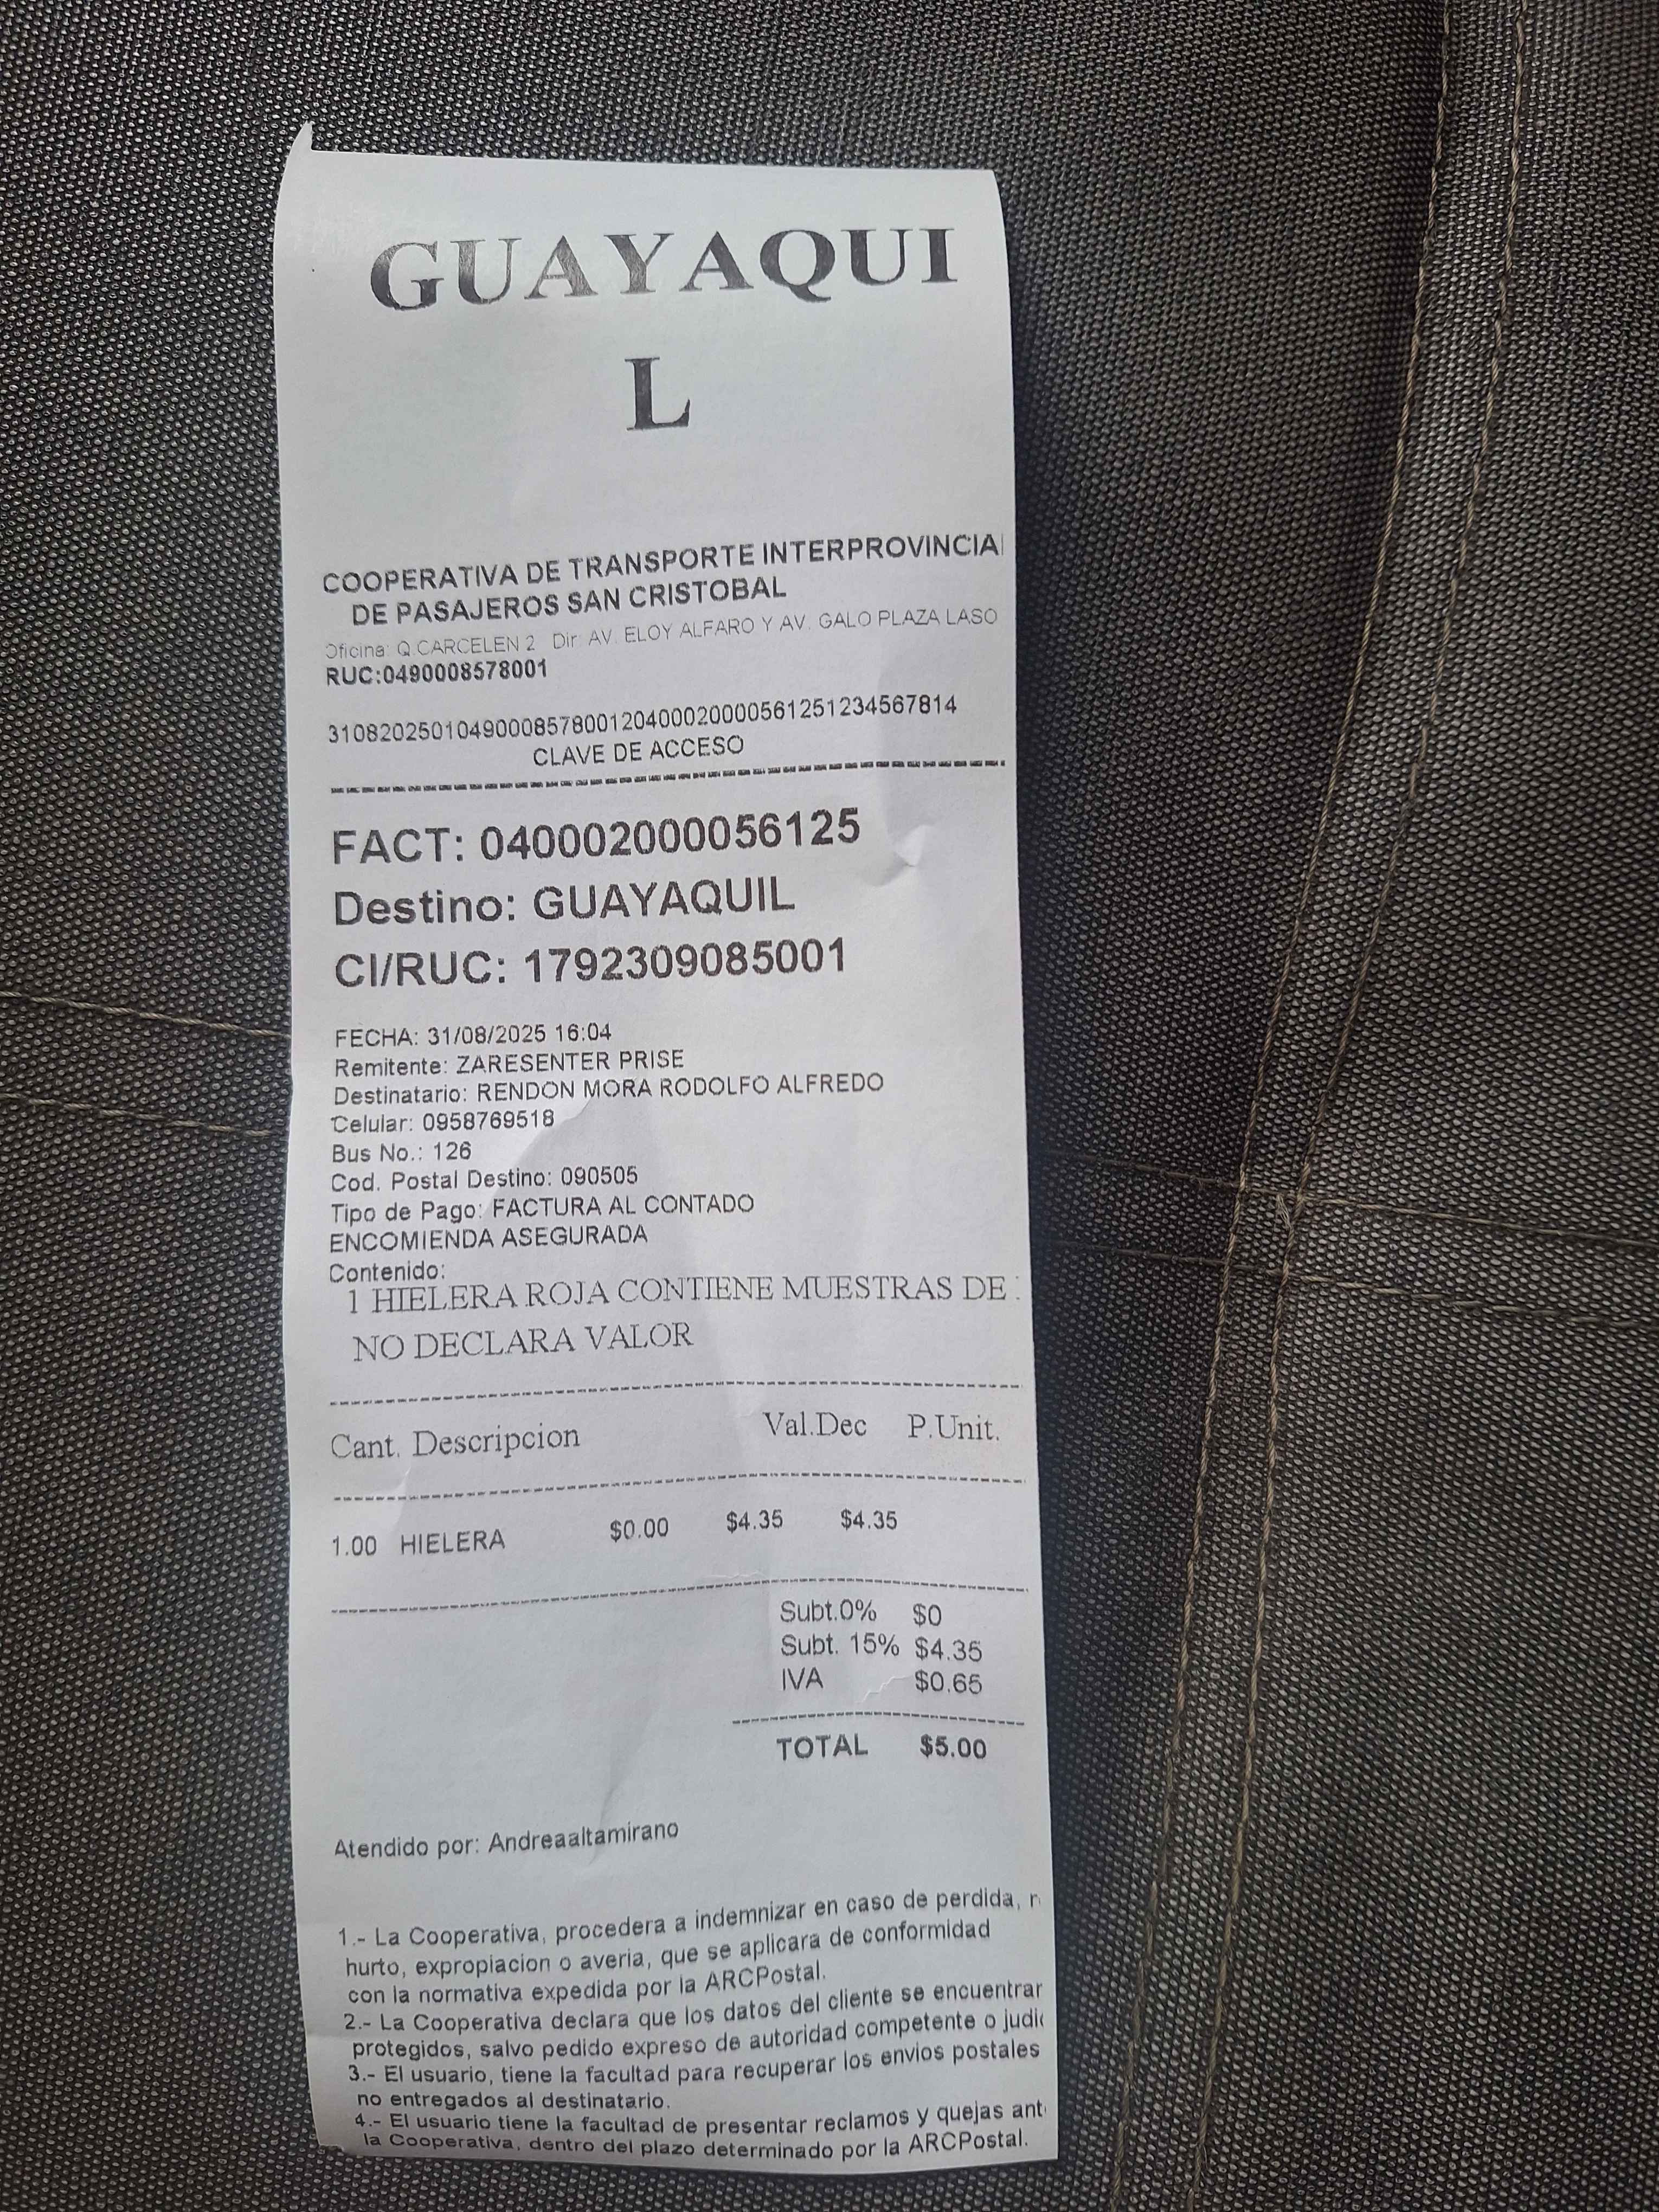 GUAYAQUI
L
COOPERATIVA DE TRANSPORTE INTERPROVINCIA
DE PASAJEROS SAN CRISTOBAL
Oficina: Q.CARCELEN 2 Dir: AV. ELOY ALFARO Y AV. GALO PLAZA LASO
RUC:0490008578001
3108202501049000857800120400020000561251234567814
CLAVE DE ACCESO
FACT: 040002000056125
Destino: GUAYAQUIL
CI/RUC: 1792309085001
FECHA: 31/08/2025 16:04
Remitente: ZARESENTER PRISE
Destinatario: RENDON MORA RODOLFO ALFREDO
Celular: 0958769518
Bus No.: 126
Cod. Postal Destino: 090505
Tipo de Pago: FACTURA AL CONTADO
ENCOMIENDA ASEGURADA
Contenido:
1 HIELERA ROJA CONTIENE MUESTRAS DE
NO DECLARA VALOR
Cant. Descripcion Val.Dec P.Unit.
1.00 HIELERA $0.00 $4.35 $4.35
Subt.0% $0
Subt. 15% $4.35
IVA $0.65
TOTAL $5.00
Atendido por: Andreaaltamirano
1.- La Cooperativa, procedera a indemnizar en caso de perdida,
hurto, expropiacion o averia, que se aplicara de conformidad
con la normativa expedida por la ARCPostal.
2.- La Cooperativa declara que los datos del cliente se encuentrar
protegidos, salvo pedido expreso de autoridad competente o judi
3.- El usuario, tiene la facultad para recuperar los envios postales
no entregados al destinatario.
4.- El usuario tiene la facultad de presentar reclamos y quejas ant
la Cooperativa, dentro del plazo determinado por la ARCPostal.